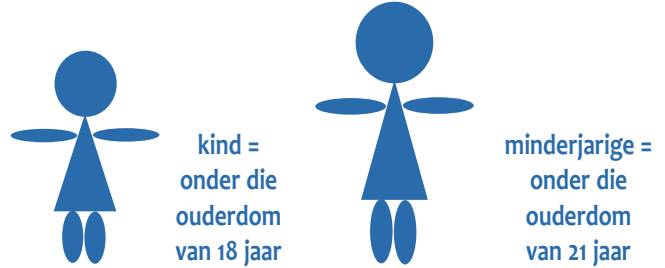 kind =
onder die
ouderdom
van 18 jaar
minderjarige =
onder die
ouderdom
van 21 jaar